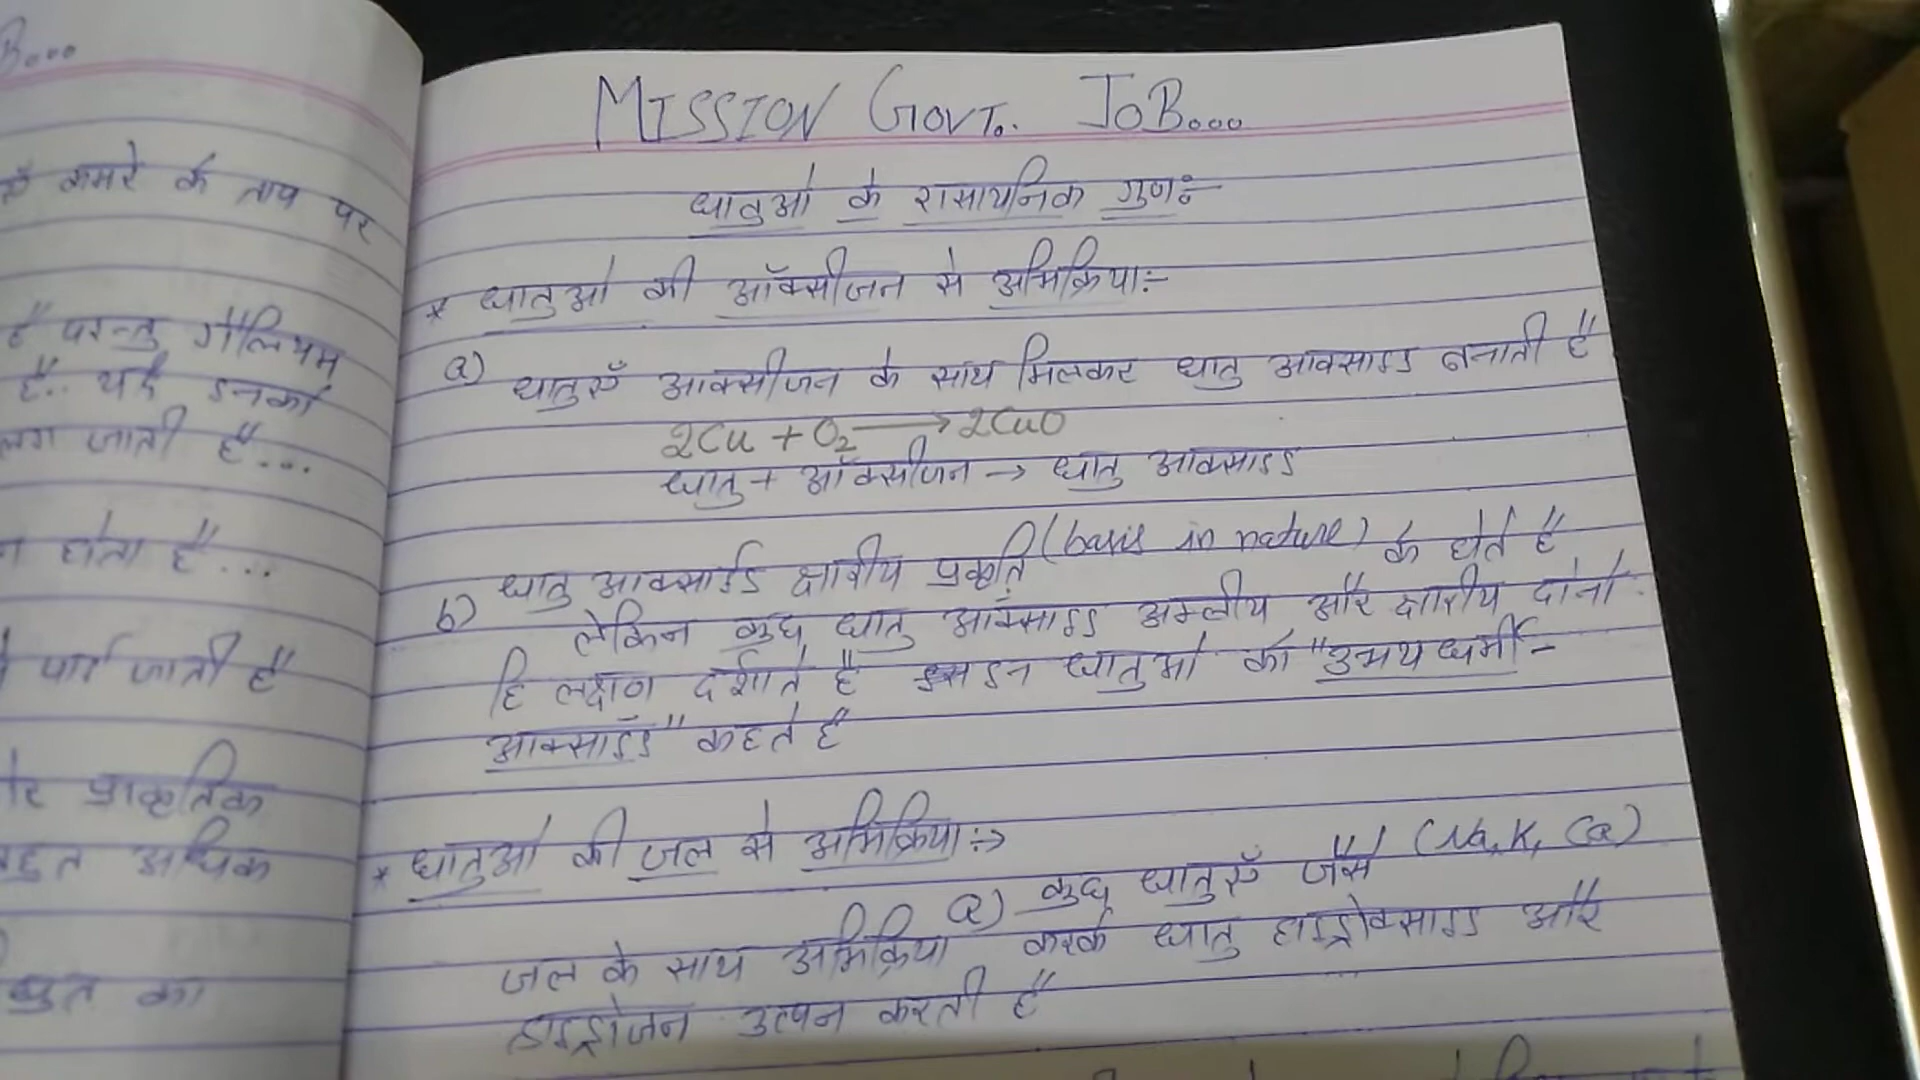 कमरे के ताप पर
है परन्तु गैलियम
है.. यदि इनको
लग जाती है...
होता है...
पाई जाती है
प्राकृतिक
बहुत अधिक
का
MISSION GOVT. JOB...
धातुओ के रासायनिक गुण:-
* धातुओ की ऑक्सीजन से अभिक्रिया:-
a) धातुएँ आक्सीजन के साथ मिलकर धातु आक्साइड बनाती है
2Cu + O₂ → 2CuO
धातु + ऑक्सीजन → धातु आक्साइड
b) धातु आक्साईड क्षारीय प्रकृति (basis in nature) के होते है
लेकिन कुछ धातु ऑक्साइड अम्लीय और क्षारीय दोनो
हि लक्षण दर्शाते है इन धातुओ को "उभयधर्मी-
आक्साइड" कहते है
* धातुओ की जल से अभिक्रिया:→
a) कुछ धातुएँ जैसे (Na, K, Ca)
जल के साथ अभिक्रिया करके धातु हाइड्रोक्साइड और
हाइड्रोजन उत्पन करती है